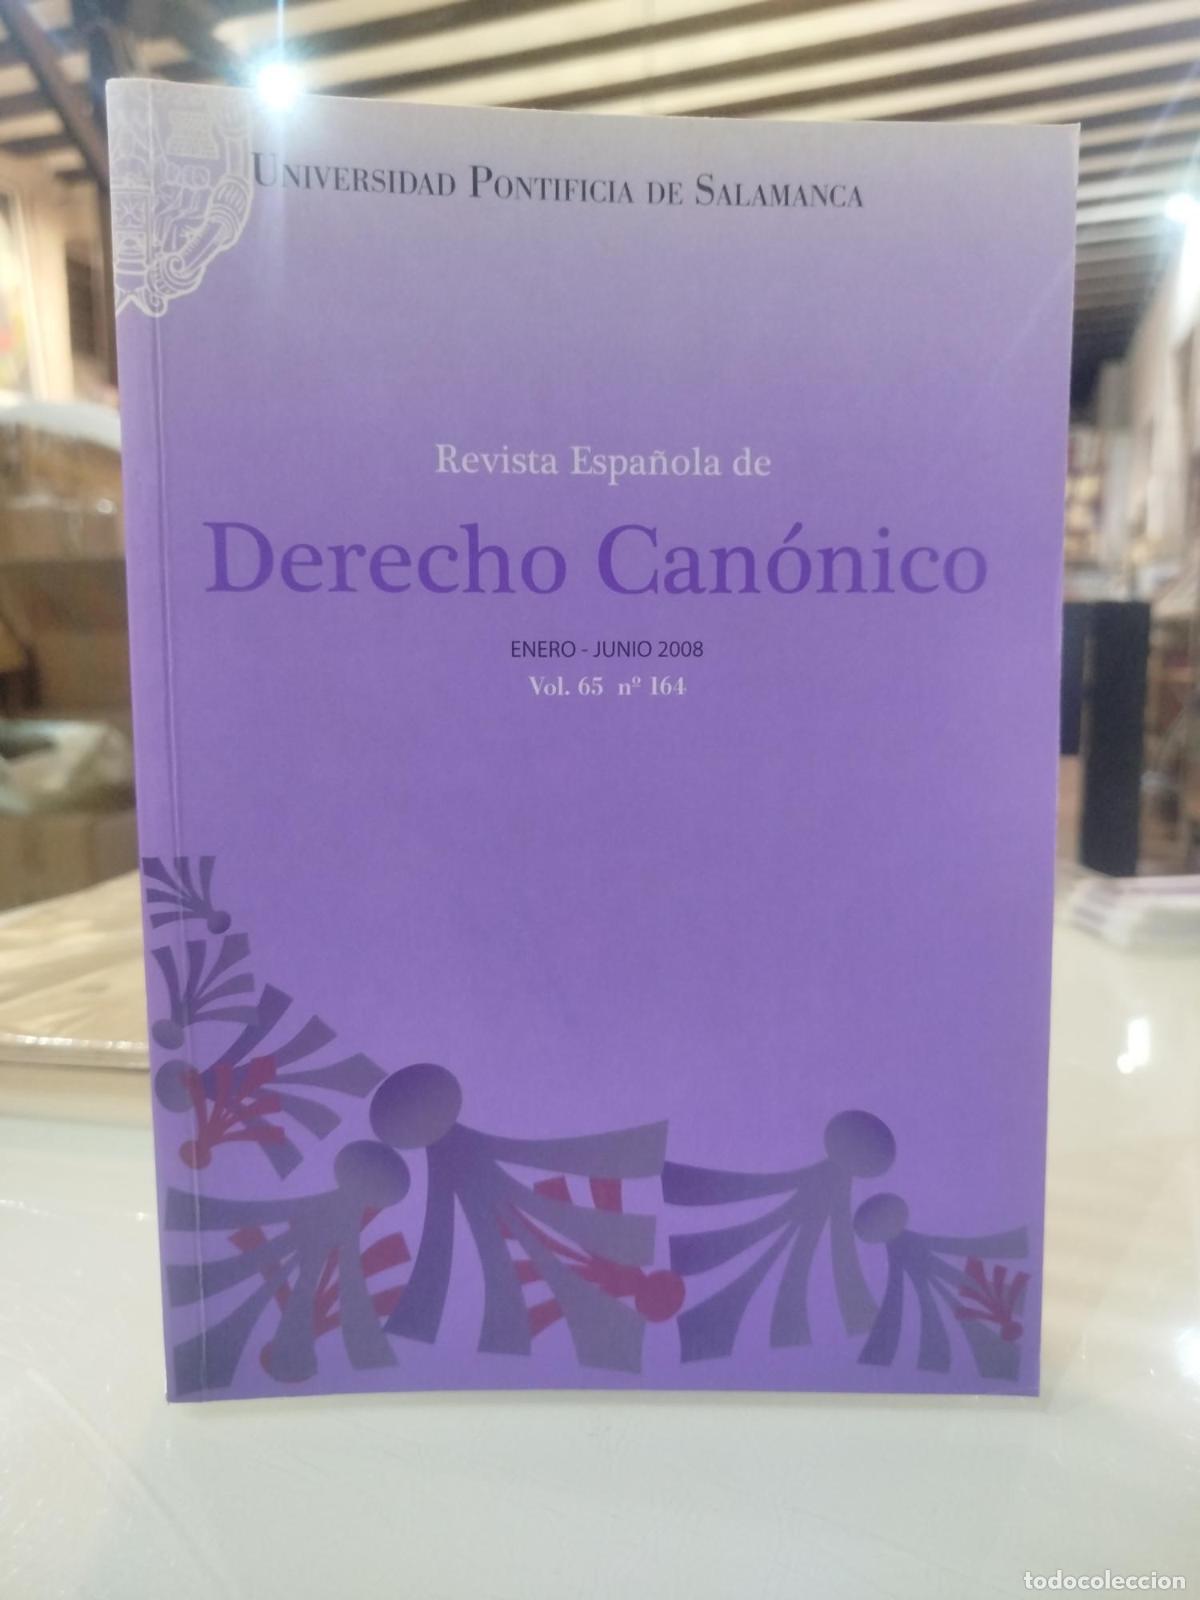 UNIVERSIDAD PONTIFICIA DE SALAMANCA
Revista Española de
Derecho Canónico
ENERO - JUNIO 2008
Vol. 65 nº 164
todocoleccion